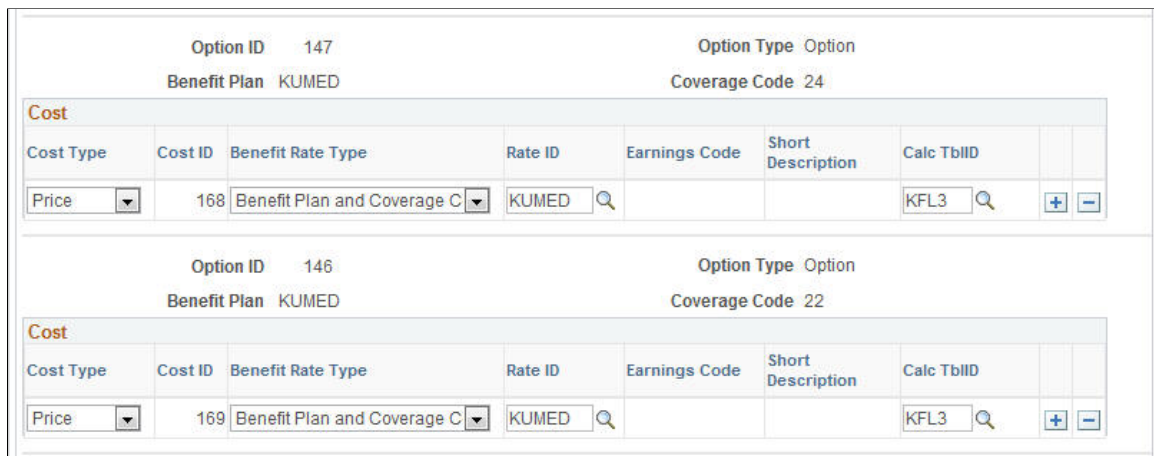 Option ID 147 Option Type Option
Benefit Plan KUMED Coverage Code 24
Cost
Cost Type Cost ID Benefit Rate Type Rate ID Earnings Code Short Description Calc TblID
Price 168 Benefit Plan and Coverage C KUMED KFL3
Option ID 146 Option Type Option
Benefit Plan KUMED Coverage Code 22
Cost
Cost Type Cost ID Benefit Rate Type Rate ID Earnings Code Short Description Calc TblID
Price 169 Benefit Plan and Coverage C KUMED KFL3